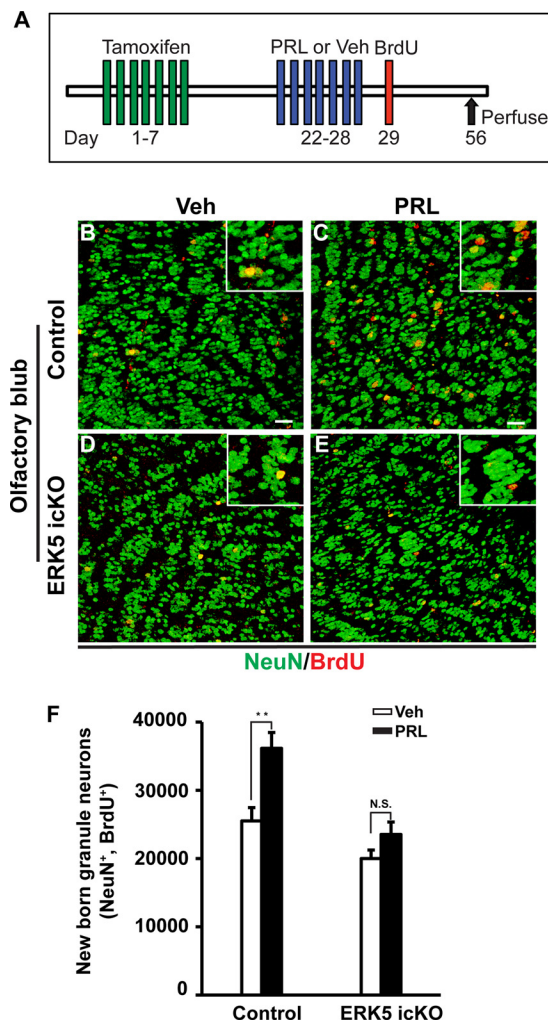 A
Tamoxifen
PRL or Veh BrdU
Perfuse
Day 1-7 22-28 29 56
Veh PRL
B C
Control
D E
ERK5 icKO
Olfactory blub
NeuN/BrdU
F
Veh
PRL
New born granule neurons
(NeuN+, BrdU+)
40000
30000
20000
10000
0
**
N.S.
Control ERK5 icKO